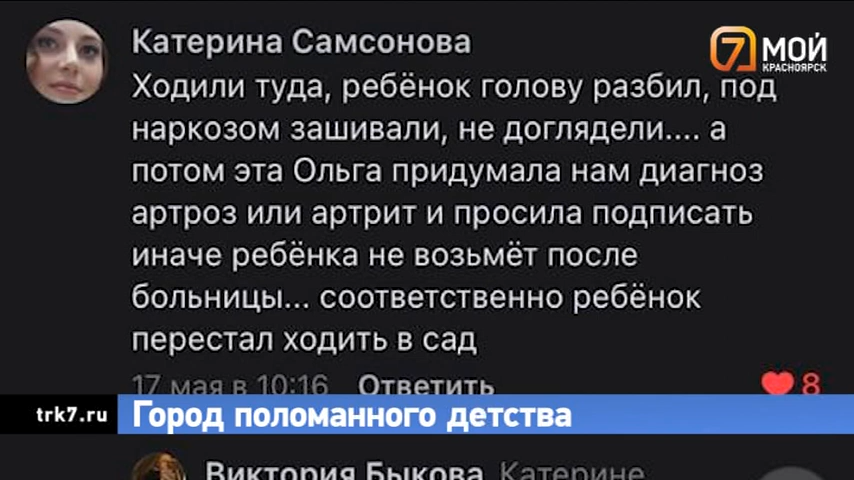 Катерина Самсонова
7 МОЙ
КРАСНОЯРСК
Ходили туда, ребёнок голову разбил, под
наркозом зашивали, не доглядели.... а
потом эта Ольга придумала нам диагноз
артроз или артрит и просила подписать
иначе ребёнка не возьмёт после
больницы... соответственно ребёнок
перестал ходить в сад
17 мая в 10:16 Ответить 8
trk7.ru Город поломанного детства
Виктория Быкова Катерине